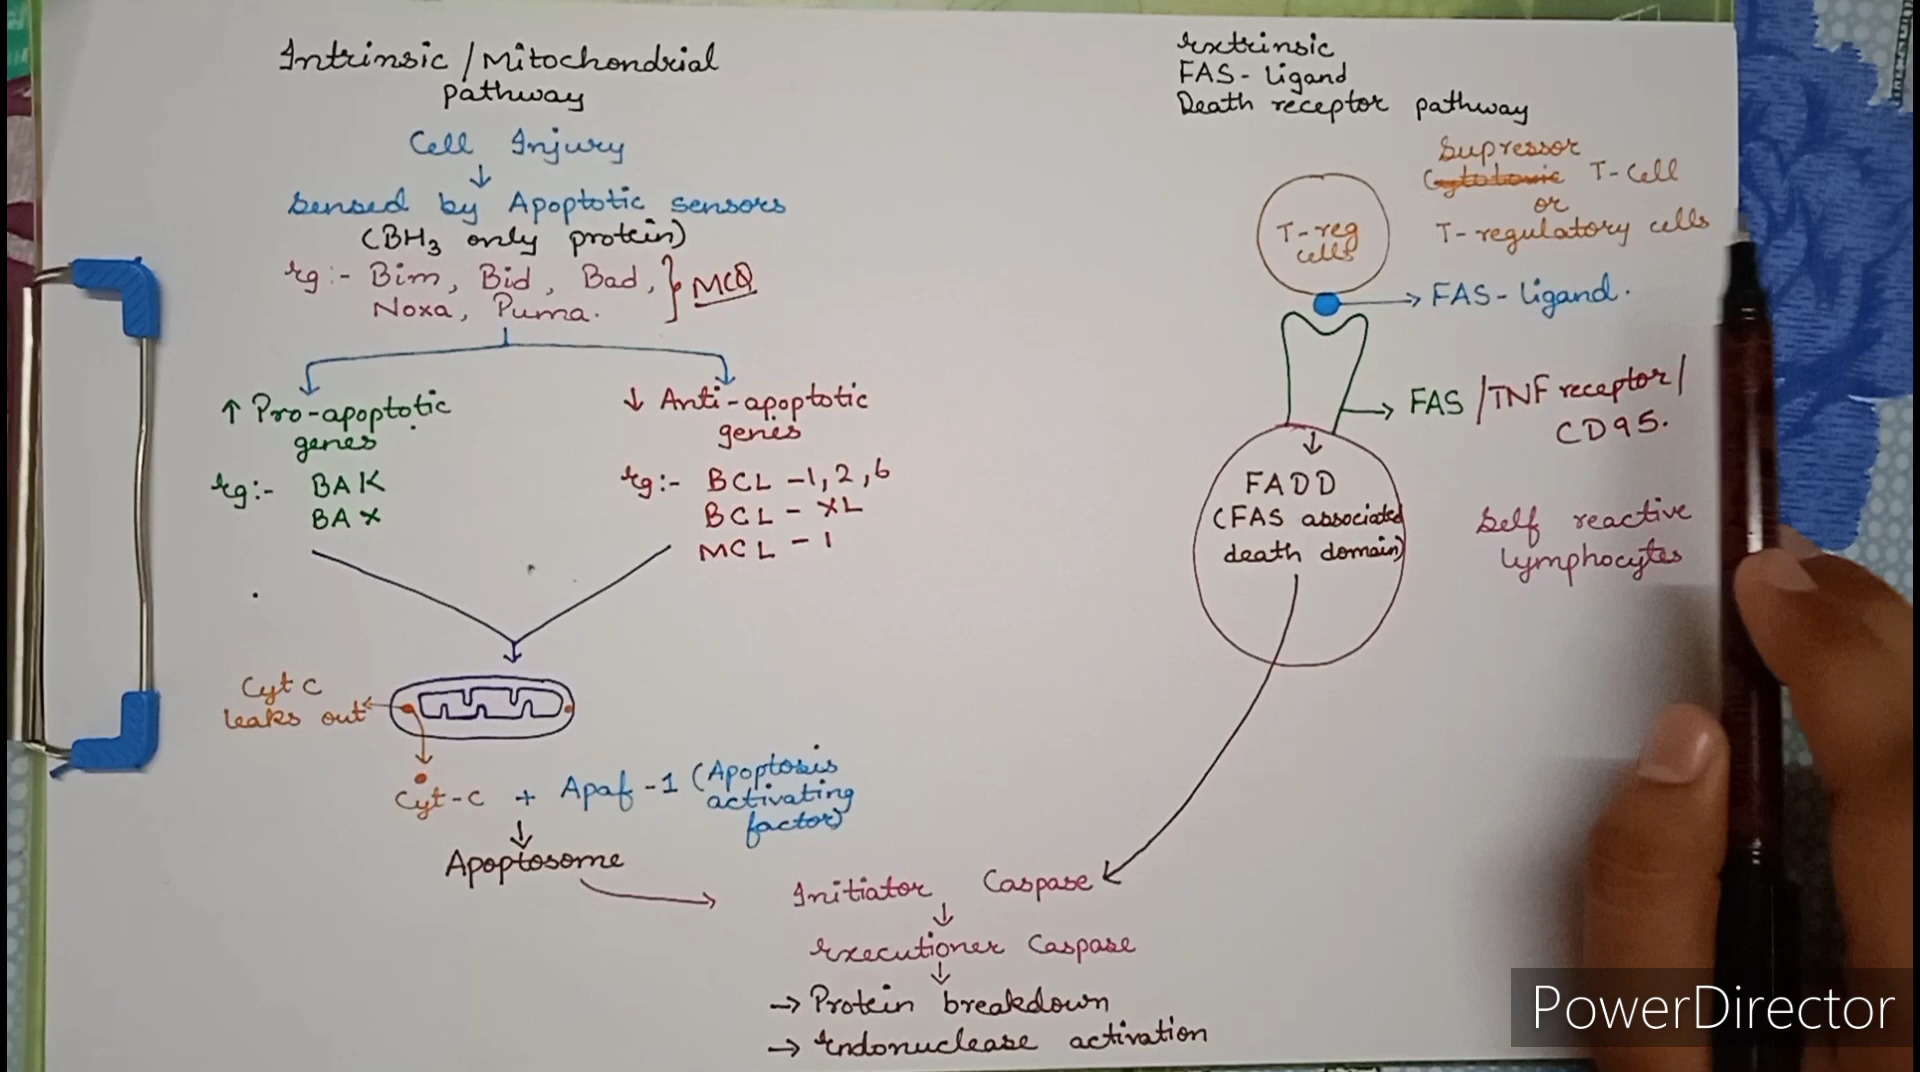 Intrinsic / Mitochondrial
pathway
Cell Injury
↓
Sensed by Apoptotic sensors
(BH3 only protein)
eg:- Bim, Bid, Bad,
Noxa, Puma.
} MCQ
↑ Pro-apoptotic
genes
eg:- BAK
BAX
↓ Anti-apoptotic
genes
eg:- BCL -1,2,6
BCL - XL
MCL - 1
Cyt C
leaks out
Cyt-C + Apaf-1 (Apoptosis
activating
factor)
↓
Apoptosome
Extrinsic
FAS- Ligand
Death receptor pathway
Supressor
Cytotoxic T-Cell
or
T-regulatory cells
T-reg
cells
→ FAS-Ligand.
→ FAS /TNF receptor/
CD95.
↓
FADD
(FAS associated
death domain)
Self reactive
lymphocytes
Initiator Caspase
↓
Executioner Caspase
↓
→ Protein breakdown
→ Endonuclease activation
PowerDirector